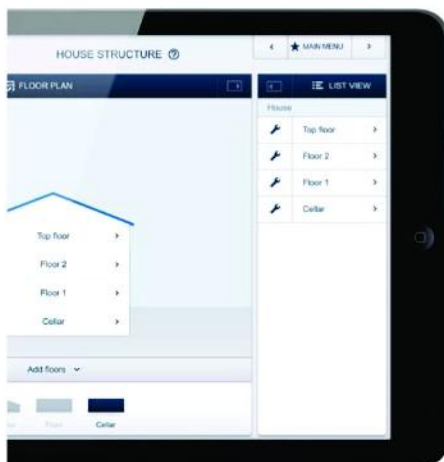 HOUSE STRUCTURE ?
MAIN MENU
FLOOR PLAN
LIST VIEW
House
Top floor
Floor 2
Floor 1
Cellar
Top floor
Floor 2
Floor 1
Cellar
Add floors
Floor
Cellar